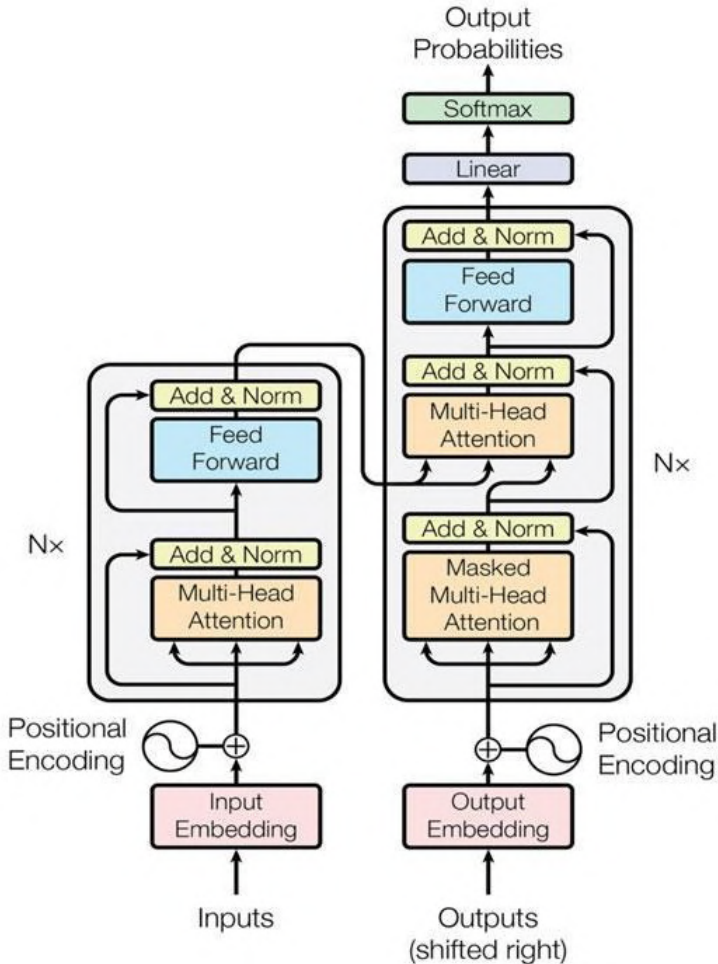 Output
Probabilities
Softmax
Linear
Add & Norm
Feed
Forward
Add & Norm
Multi-Head
Attention
Add & Norm
Masked
Multi-Head
Attention
N×
Add & Norm
Feed
Forward
Add & Norm
Multi-Head
Attention
N×
Positional
Encoding
Positional
Encoding
Input
Embedding
Output
Embedding
Inputs
Outputs
(shifted right)